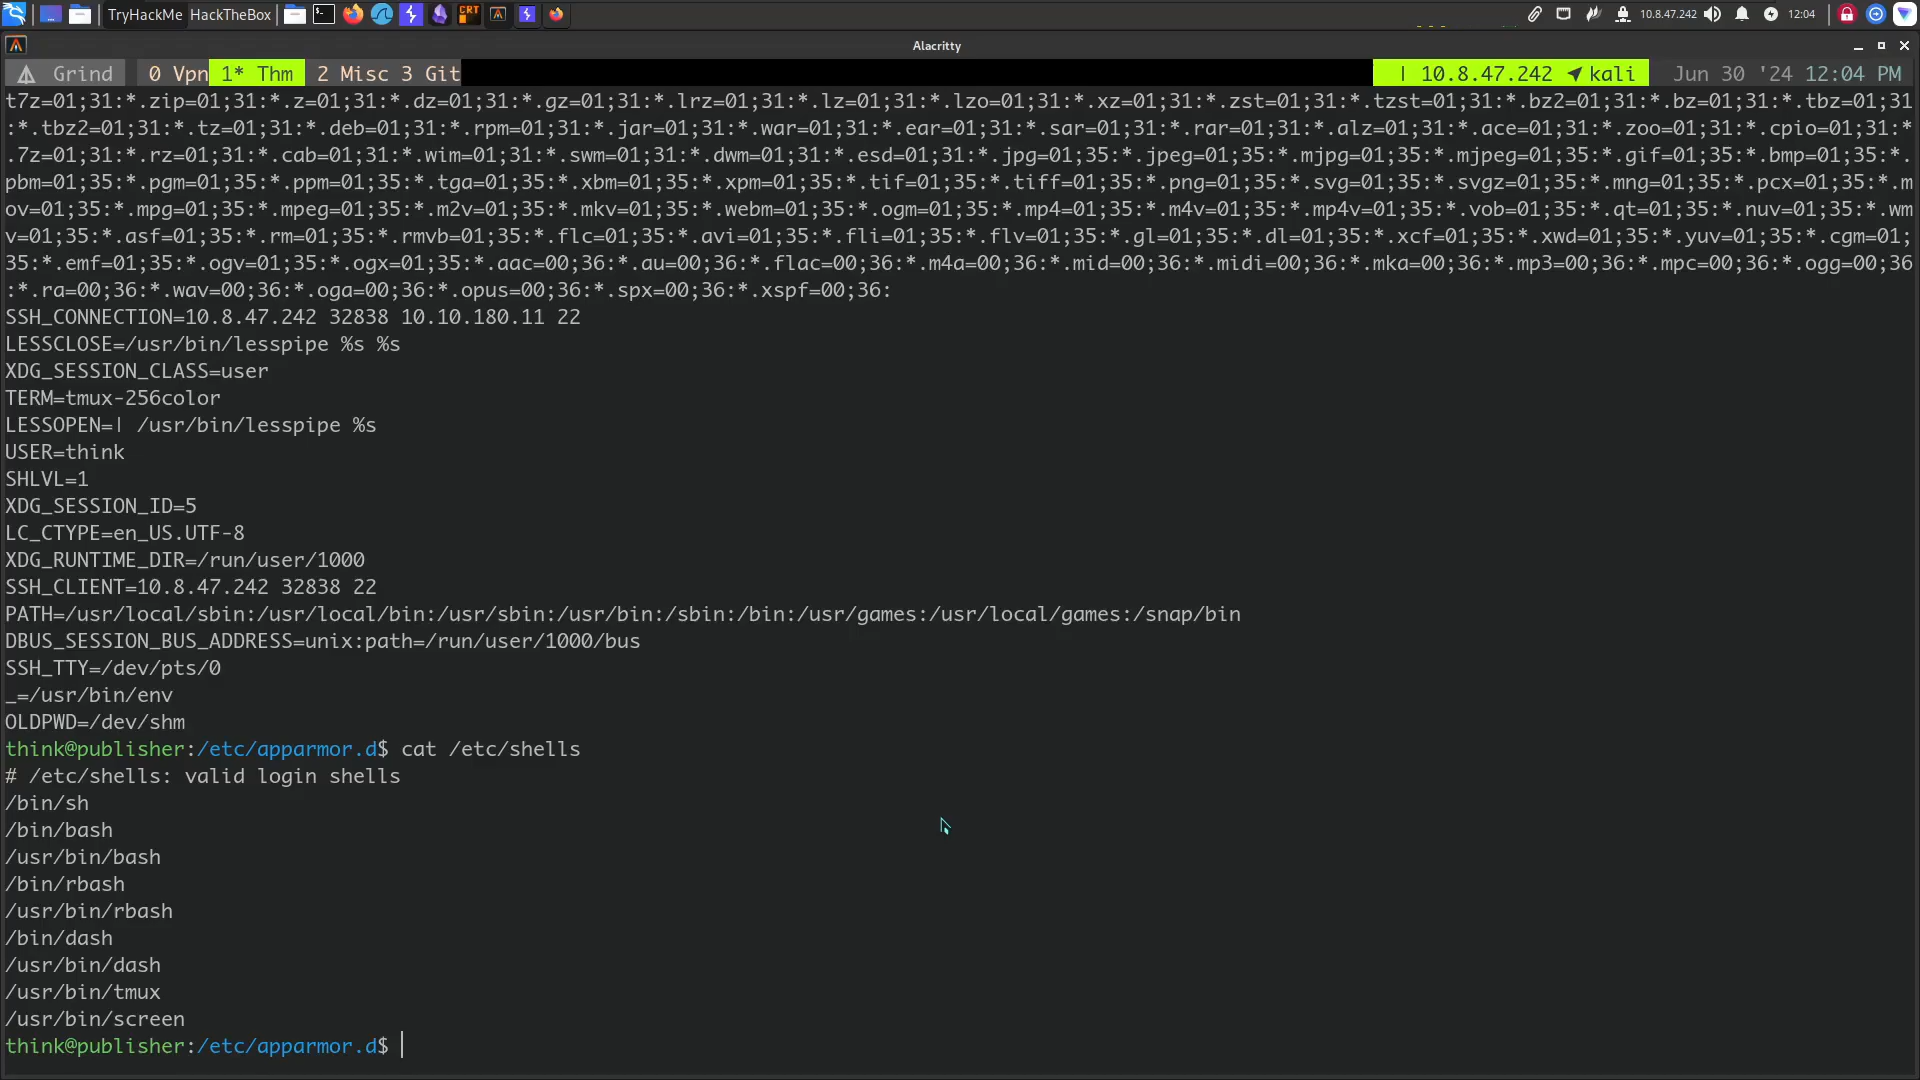 TryHackMe HackTheBox CRT 10.8.47.242 12:04
Alacritty
Grind 0 Vpn 1* Thm 2 Misc 3 Git | 10.8.47.242 kali Jun 30 '24 12:04 PM
t7z=01;31:*.zip=01;31:*.z=01;31:*.dz=01;31:*.gz=01;31:*.lrz=01;31:*.lz=01;31:*.lzo=01;31:*.xz=01;31:*.zst=01;31:*.tzst=01;31:*.bz2=01;31:*.bz=01;31:*.tbz=01;31
:*.tbz2=01;31:*.tz=01;31:*.deb=01;31:*.rpm=01;31:*.jar=01;31:*.war=01;31:*.ear=01;31:*.sar=01;31:*.rar=01;31:*.alz=01;31:*.ace=01;31:*.zoo=01;31:*.cpio=01;31:*
.7z=01;31:*.rz=01;31:*.cab=01;31:*.wim=01;31:*.swm=01;31:*.dwm=01;31:*.esd=01;31:*.jpg=01;35:*.jpeg=01;35:*.mjpg=01;35:*.mjpeg=01;35:*.gif=01;35:*.bmp=01;35:*.
pbm=01;35:*.pgm=01;35:*.ppm=01;35:*.tga=01;35:*.xbm=01;35:*.xpm=01;35:*.tif=01;35:*.tiff=01;35:*.png=01;35:*.svg=01;35:*.svgz=01;35:*.mng=01;35:*.pcx=01;35:*.m
ov=01;35:*.mpg=01;35:*.mpeg=01;35:*.m2v=01;35:*.mkv=01;35:*.webm=01;35:*.ogm=01;35:*.mp4=01;35:*.m4v=01;35:*.mp4v=01;35:*.vob=01;35:*.qt=01;35:*.nuv=01;35:*.wm
v=01;35:*.asf=01;35:*.rm=01;35:*.rmvb=01;35:*.flc=01;35:*.avi=01;35:*.fli=01;35:*.flv=01;35:*.gl=01;35:*.dl=01;35:*.xcf=01;35:*.xwd=01;35:*.yuv=01;35:*.cgm=01;
35:*.emf=01;35:*.ogv=01;35:*.ogx=01;35:*.aac=00;36:*.au=00;36:*.flac=00;36:*.m4a=00;36:*.mid=00;36:*.midi=00;36:*.mka=00;36:*.mp3=00;36:*.mpc=00;36:*.ogg=00;36
:*.ra=00;36:*.wav=00;36:*.oga=00;36:*.opus=00;36:*.spx=00;36:*.xspf=00;36:
SSH_CONNECTION=10.8.47.242 32838 10.10.180.11 22
LESSCLOSE=/usr/bin/lesspipe %s %s
XDG_SESSION_CLASS=user
TERM=tmux-256color
LESSOPEN=| /usr/bin/lesspipe %s
USER=think
SHLVL=1
XDG_SESSION_ID=5
LC_CTYPE=en_US.UTF-8
XDG_RUNTIME_DIR=/run/user/1000
SSH_CLIENT=10.8.47.242 32838 22
PATH=/usr/local/sbin:/usr/local/bin:/usr/sbin:/usr/bin:/sbin:/bin:/usr/games:/usr/local/games:/snap/bin
DBUS_SESSION_BUS_ADDRESS=unix:path=/run/user/1000/bus
SSH_TTY=/dev/pts/0
_=/usr/bin/env
OLDPWD=/dev/shm
think@publisher:/etc/apparmor.d$ cat /etc/shells
# /etc/shells: valid login shells
/bin/sh
/bin/bash
/usr/bin/bash
/bin/rbash
/usr/bin/rbash
/bin/dash
/usr/bin/dash
/usr/bin/tmux
/usr/bin/screen
think@publisher:/etc/apparmor.d$